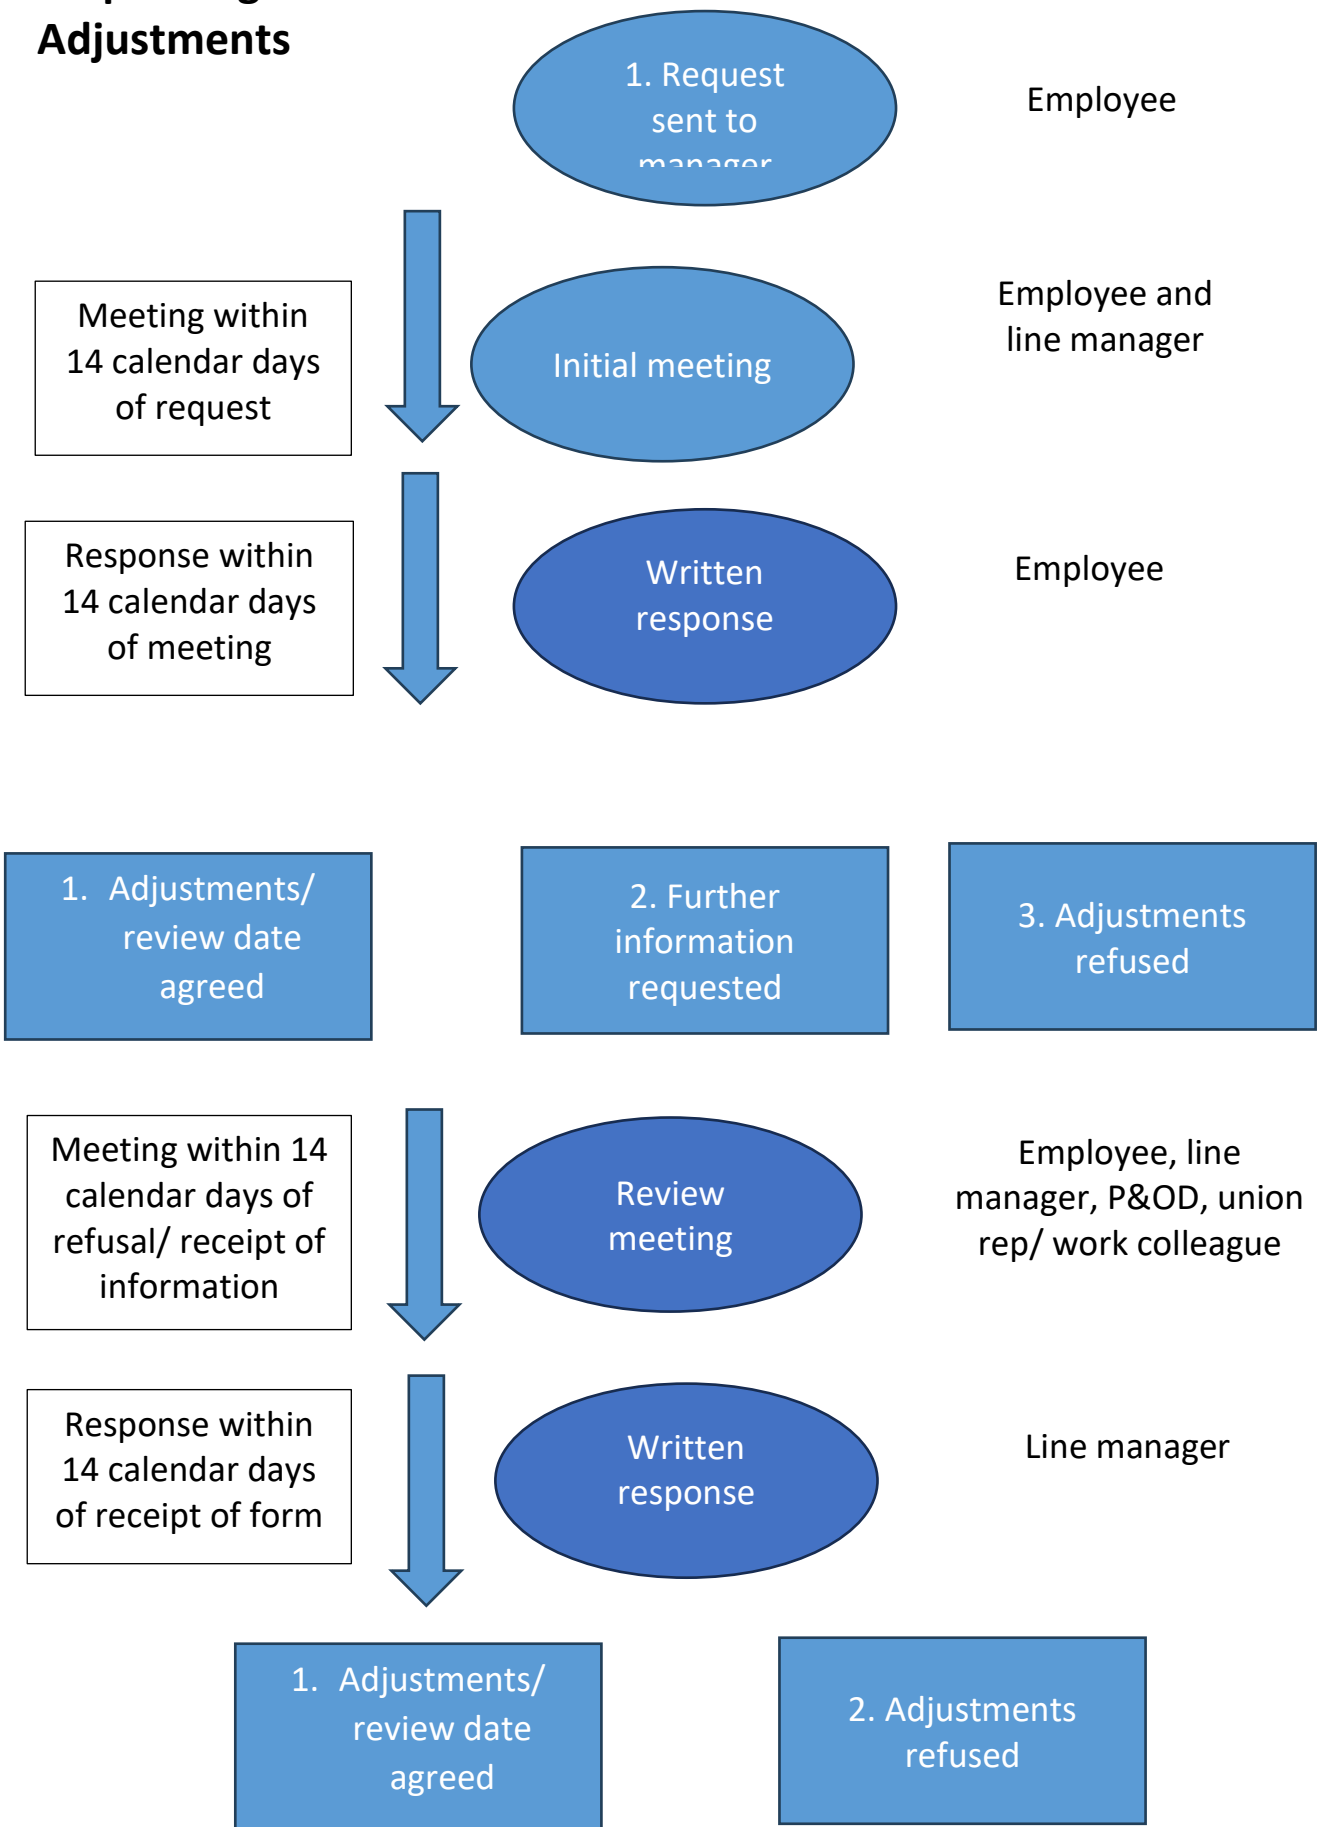 Adjustments
1. Request
sent to
manager
Employee
Meeting within
14 calendar days
of request
Initial meeting
Employee and
line manager
Response within
14 calendar days
of meeting
Written
response
Employee
1. Adjustments/
review date
agreed
2. Further
information
requested
3. Adjustments
refused
Meeting within 14
calendar days of
refusal/ receipt of
information
Review
meeting
Employee, line
manager, P&OD, union
rep/ work colleague
Response within
14 calendar days
of receipt of form
Written
response
Line manager
1. Adjustments/
review date
agreed
2. Adjustments
refused